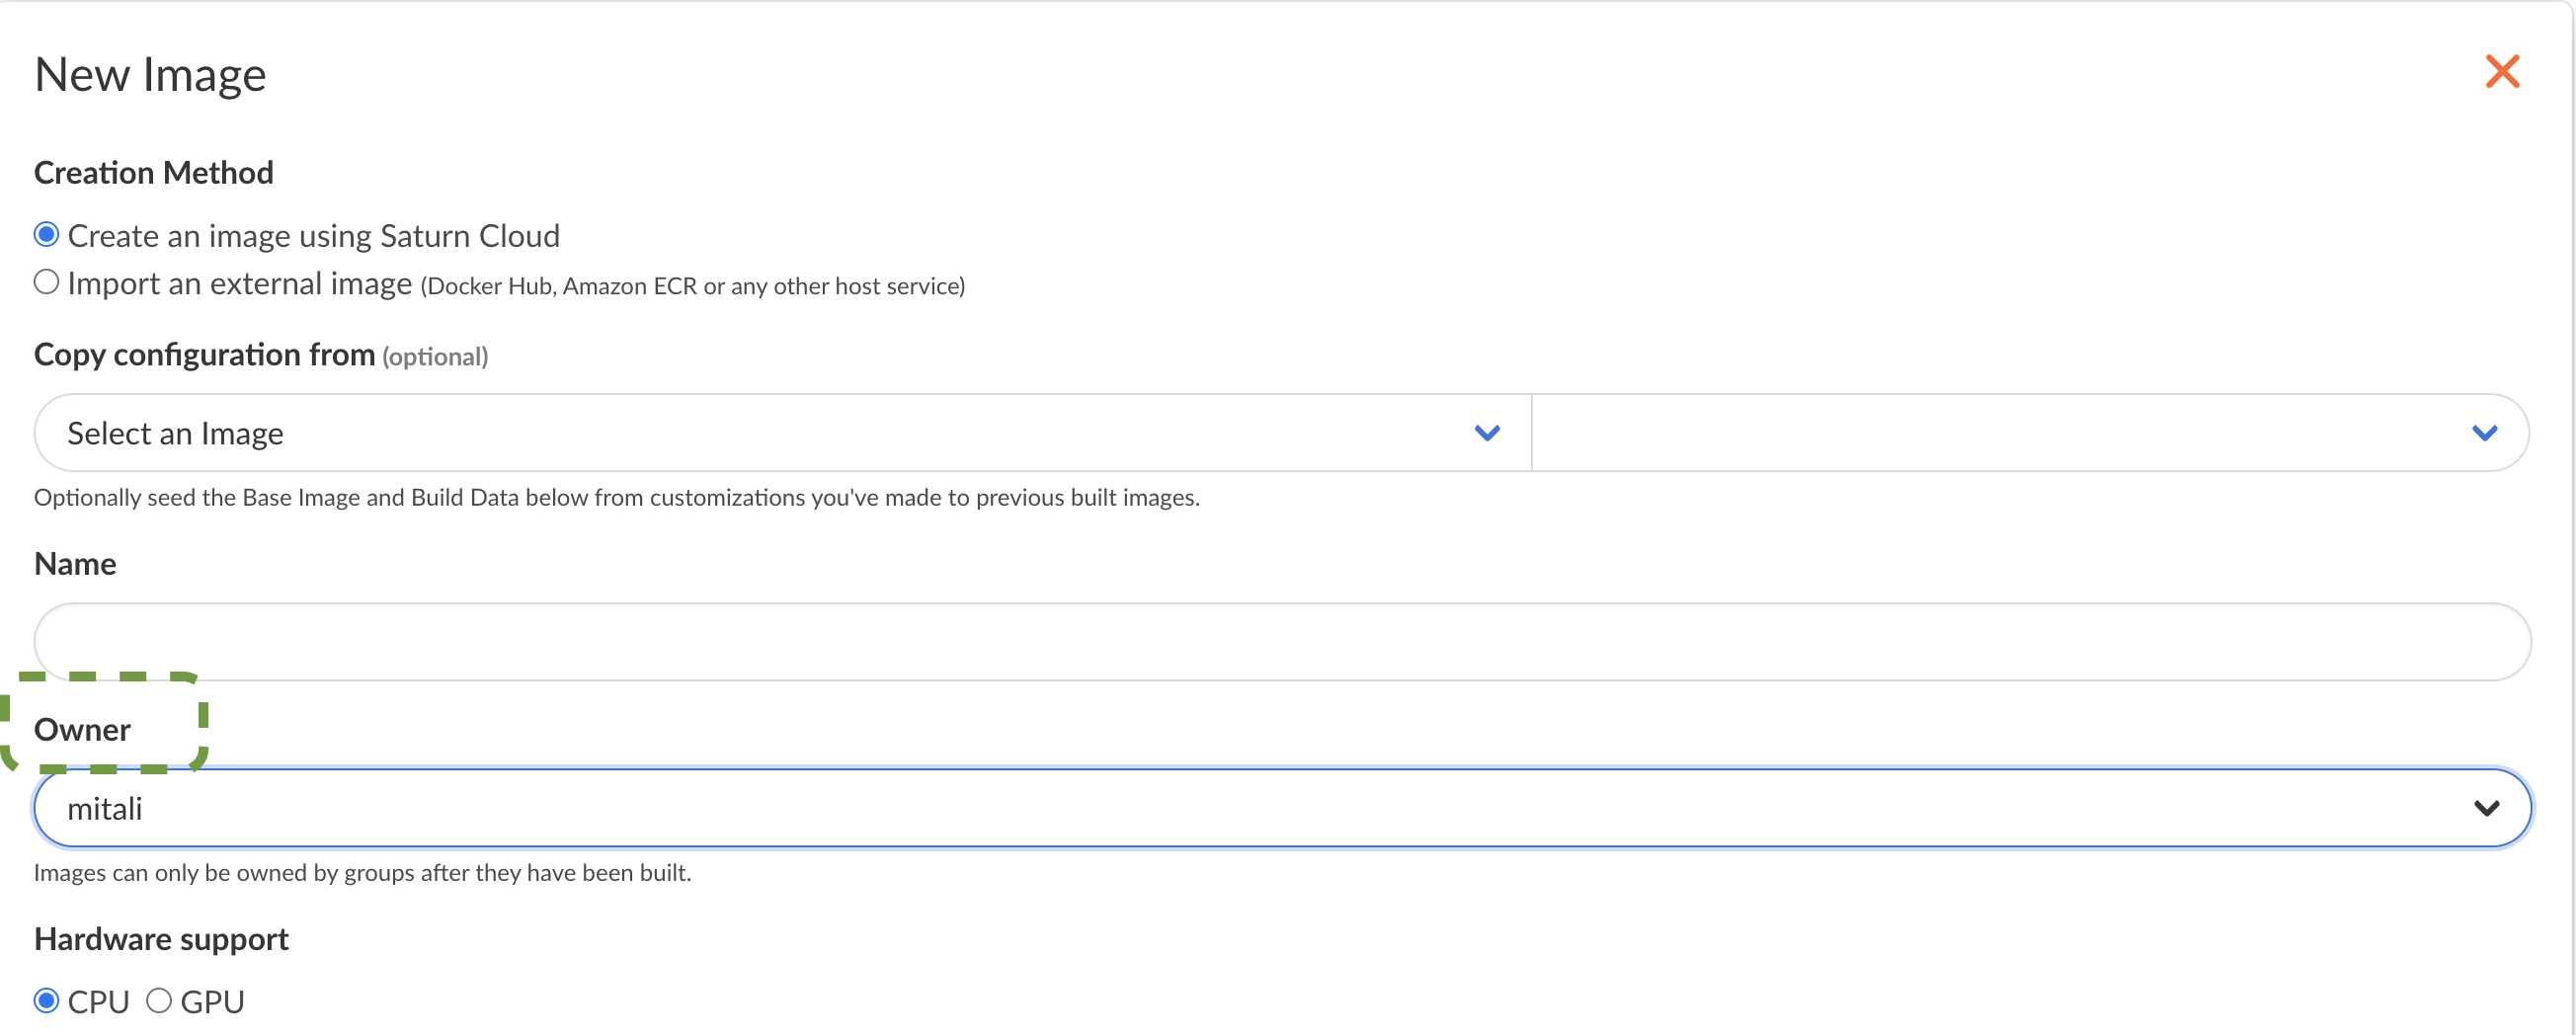 New Image
Creation Method
Create an image using Saturn Cloud
Import an external image (Docker Hub, Amazon ECR or any other host service)
Copy configuration from (optional)
Select an Image
Optionally seed the Base Image and Build Data below from customizations you've made to previous built images.
Name
Owner
mitali
Images can only be owned by groups after they have been built.
Hardware support
CPU GPU